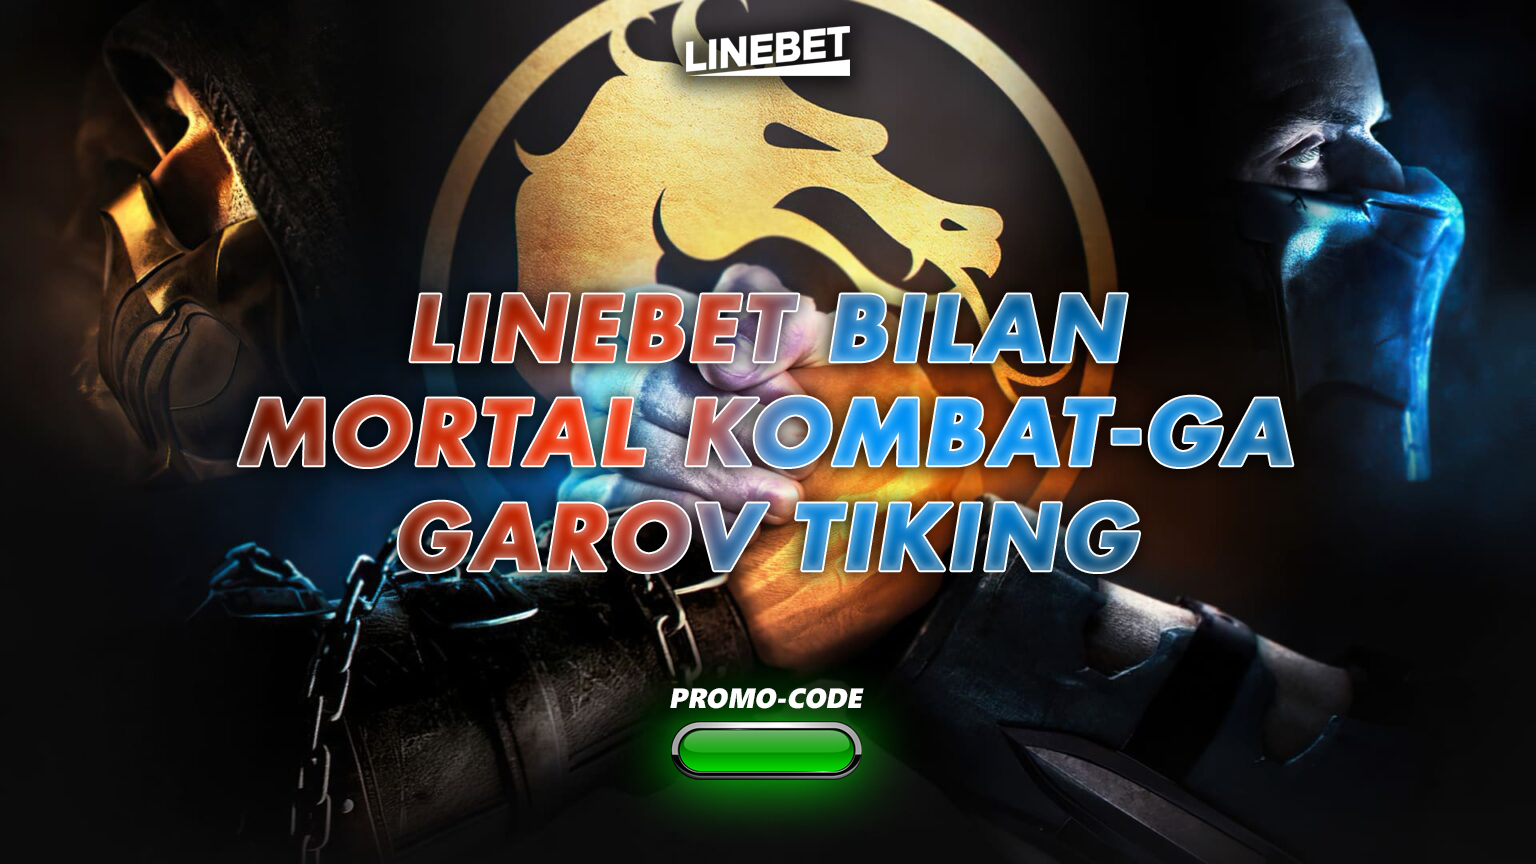 LINEBET
LINEBET BILAN
MORTAL KOMBAT-GA
GAROV TIKING
PROMO-CODE